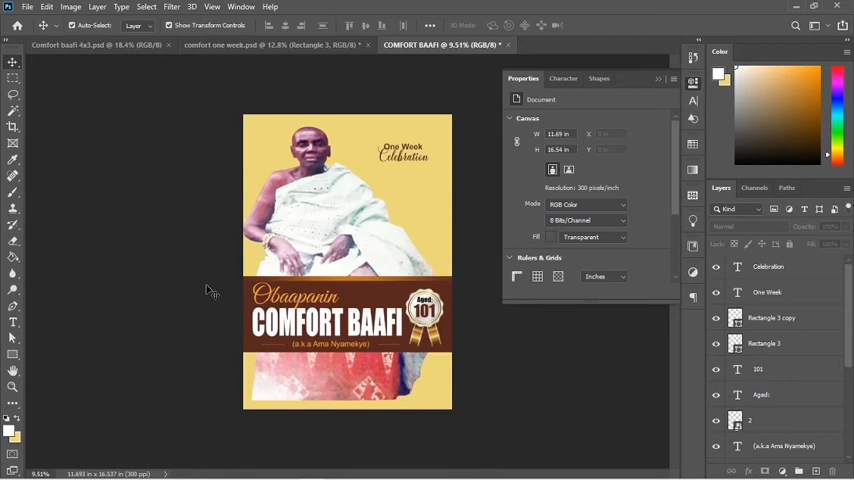 File Edit Image Layer Type Select Filter 3D View Window Help
Auto-Select: Layer Show Transform Controls 3D Mode:
Comfort baafi 4x3.psd @ 18.4% (RGB/8) × comfort one week.psd @ 12.8% (Rectangle 3, RGB/8) * × COMFORT BAAFI @ 9.51% (RGB/8) * ×
Properties Character Shapes
Document
Canvas
W 11.69 in X 0 in
H 16.54 in Y 0 in
Resolution: 300 pixels/inch
Mode RGB Color
8 Bits/Channel
Fill Transparent
Rulers & Grids
Inches
Color
Layers Channels Paths
Kind
Normal Opacity: 100%
Lock: Fill: 100%
Celebration
One Week
Rectangle 3 copy
Rectangle 3
101
Aged:
2
(a.k.a Ama Nyamekye)
One Week
Celebration
Obaapanin
COMFORT BAAFI
(a.k.a Ama Nyamekye)
Aged:
101
9.51% 11.693 in x 16.537 in (300 ppi)